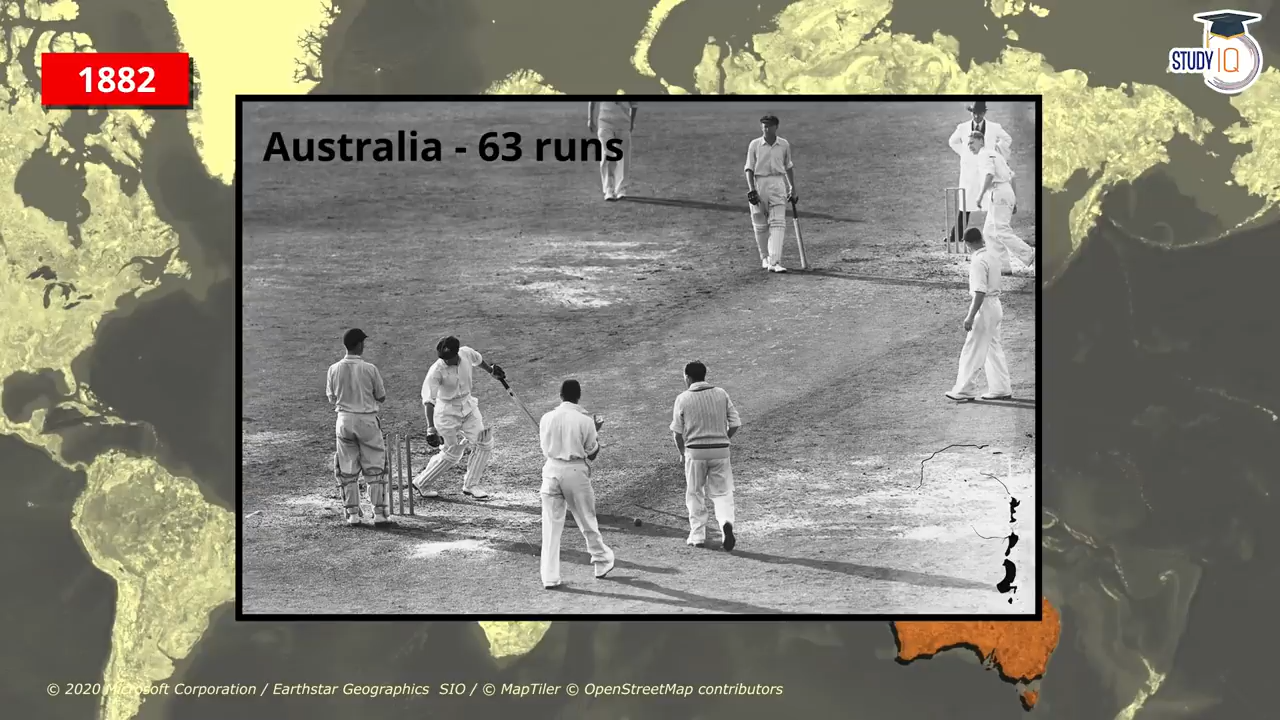 1882
STUDY IQ
Australia - 63 runs
© 2020 Microsoft Corporation / Earthstar Geographics SIO / © MapTiler © OpenStreetMap contributors